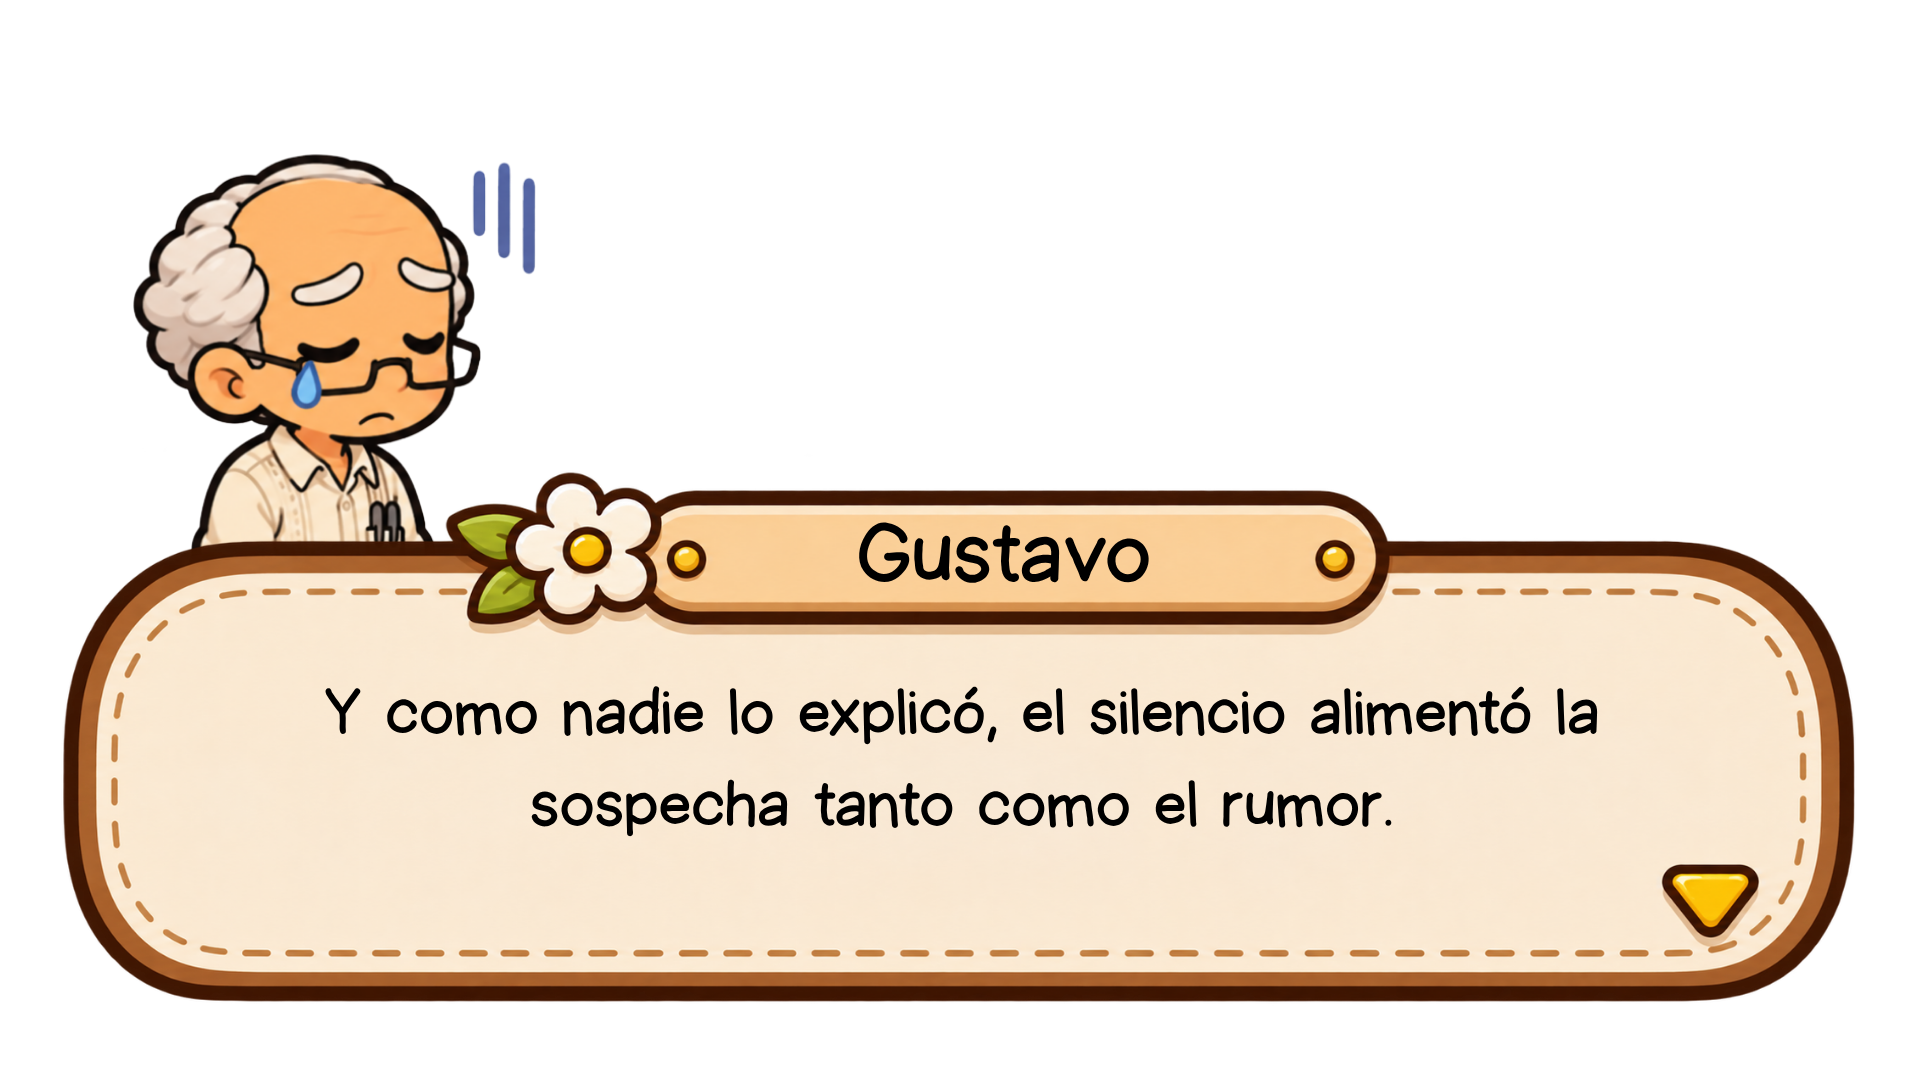 Gustavo
Y como nadie lo explicó, el silencio alimentó la
sospecha tanto como el rumor.